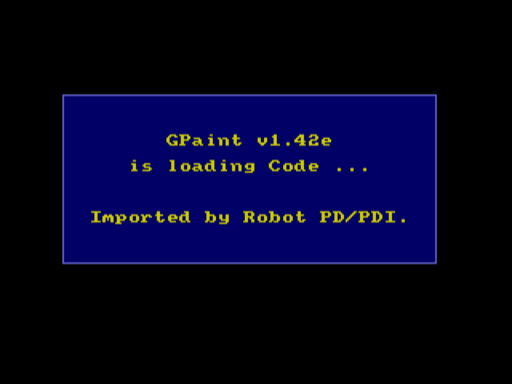 GPaint v1.42e
is loading Code ...
Imported by Robot PD/PDI.